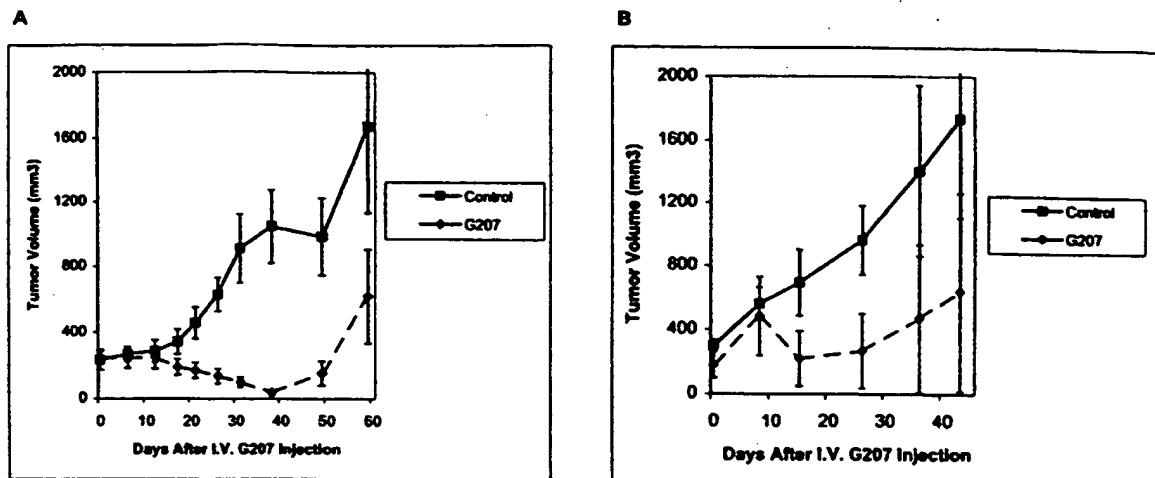 A
2000
1600
1200
800
400
0
Tumor Volume (mm3)
0 10 20 30 40 50 60
Days After I.V. G207 Injection
Control
G207
B
2000
1600
1200
800
400
0
Tumor Volume (mm3)
0 10 20 30 40
Days After I.V. G207 Injection
Control
G207